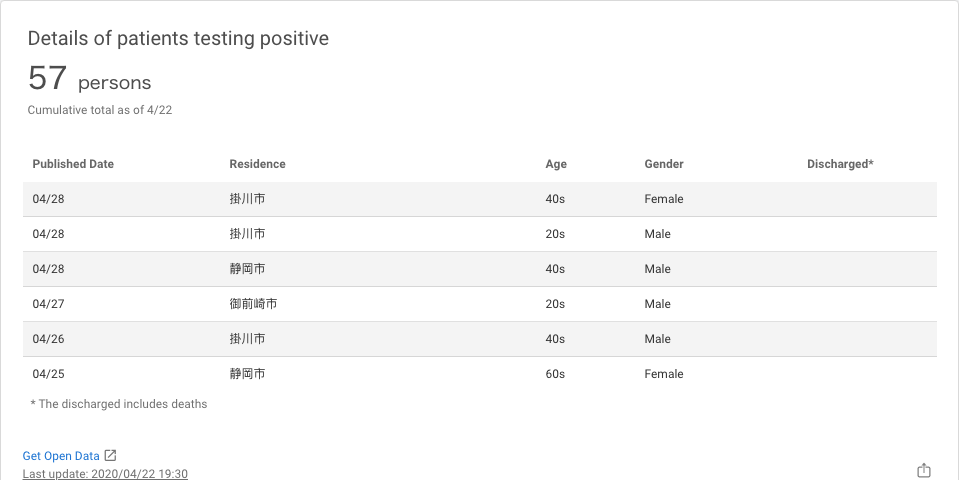 Details of patients testing positive
57 persons
Cumulative total as of 4/22
Published Date Residence Age Gender Discharged*
04/28 掛川市 40s Female
04/28 掛川市 20s Male
04/28 静岡市 40s Male
04/27 御前崎市 20s Male
04/26 掛川市 40s Male
04/25 静岡市 60s Female
* The discharged includes deaths
Get Open Data
Last update: 2020/04/22 19:30